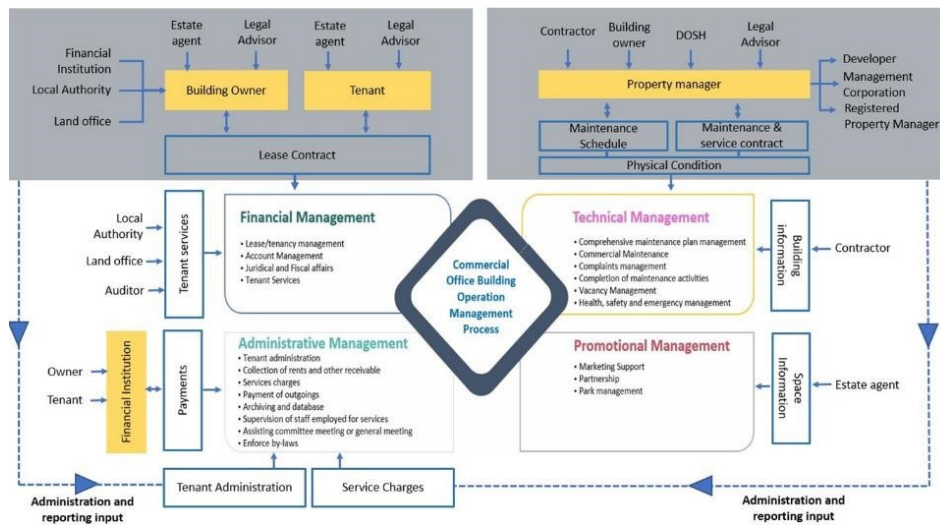 Estate
agent
Legal
Advisor
Estate
agent
Legal
Advisor
Financial
Institution
Local Authority
Land office
Building Owner
Tenant
Lease Contract
Contractor
Building
owner
DOSH
Legal
Advisor
Property manager
Developer
Management
Corporation
Registered
Property Manager
Maintenance
Schedule
Maintenance &
service contract
Physical Condition
Local
Authority
Land office
Auditor
Tenant services
Financial Management
• Lease/tenancy management
• Account Management
• Juridical and Fiscal affairs
• Tenant Services
Commercial
Office Building
Operation
Management
Process
Technical Management
• Comprehensive maintenance plan management
• Commercial Maintenance
• Complaints management
• Completion of maintenance activities
• Vacancy Management
• Health, safety and emergency management
Building
information
Contractor
Owner
Tenant
Financial Institution
Payments
Administrative Management
• Tenant administration
• Collection of rents and other receivable
• Services charges
• Payment of outgoings
• Archiving and database
• Supervision of staff employed for services
• Assisting committee meeting or general meeting
• Enforce by-laws
Promotional Management
• Marketing Support
• Partnership
• Park management
Space
Information
Estate agent
Tenant Administration
Service Charges
Administration and
reporting input
Administration and
reporting input